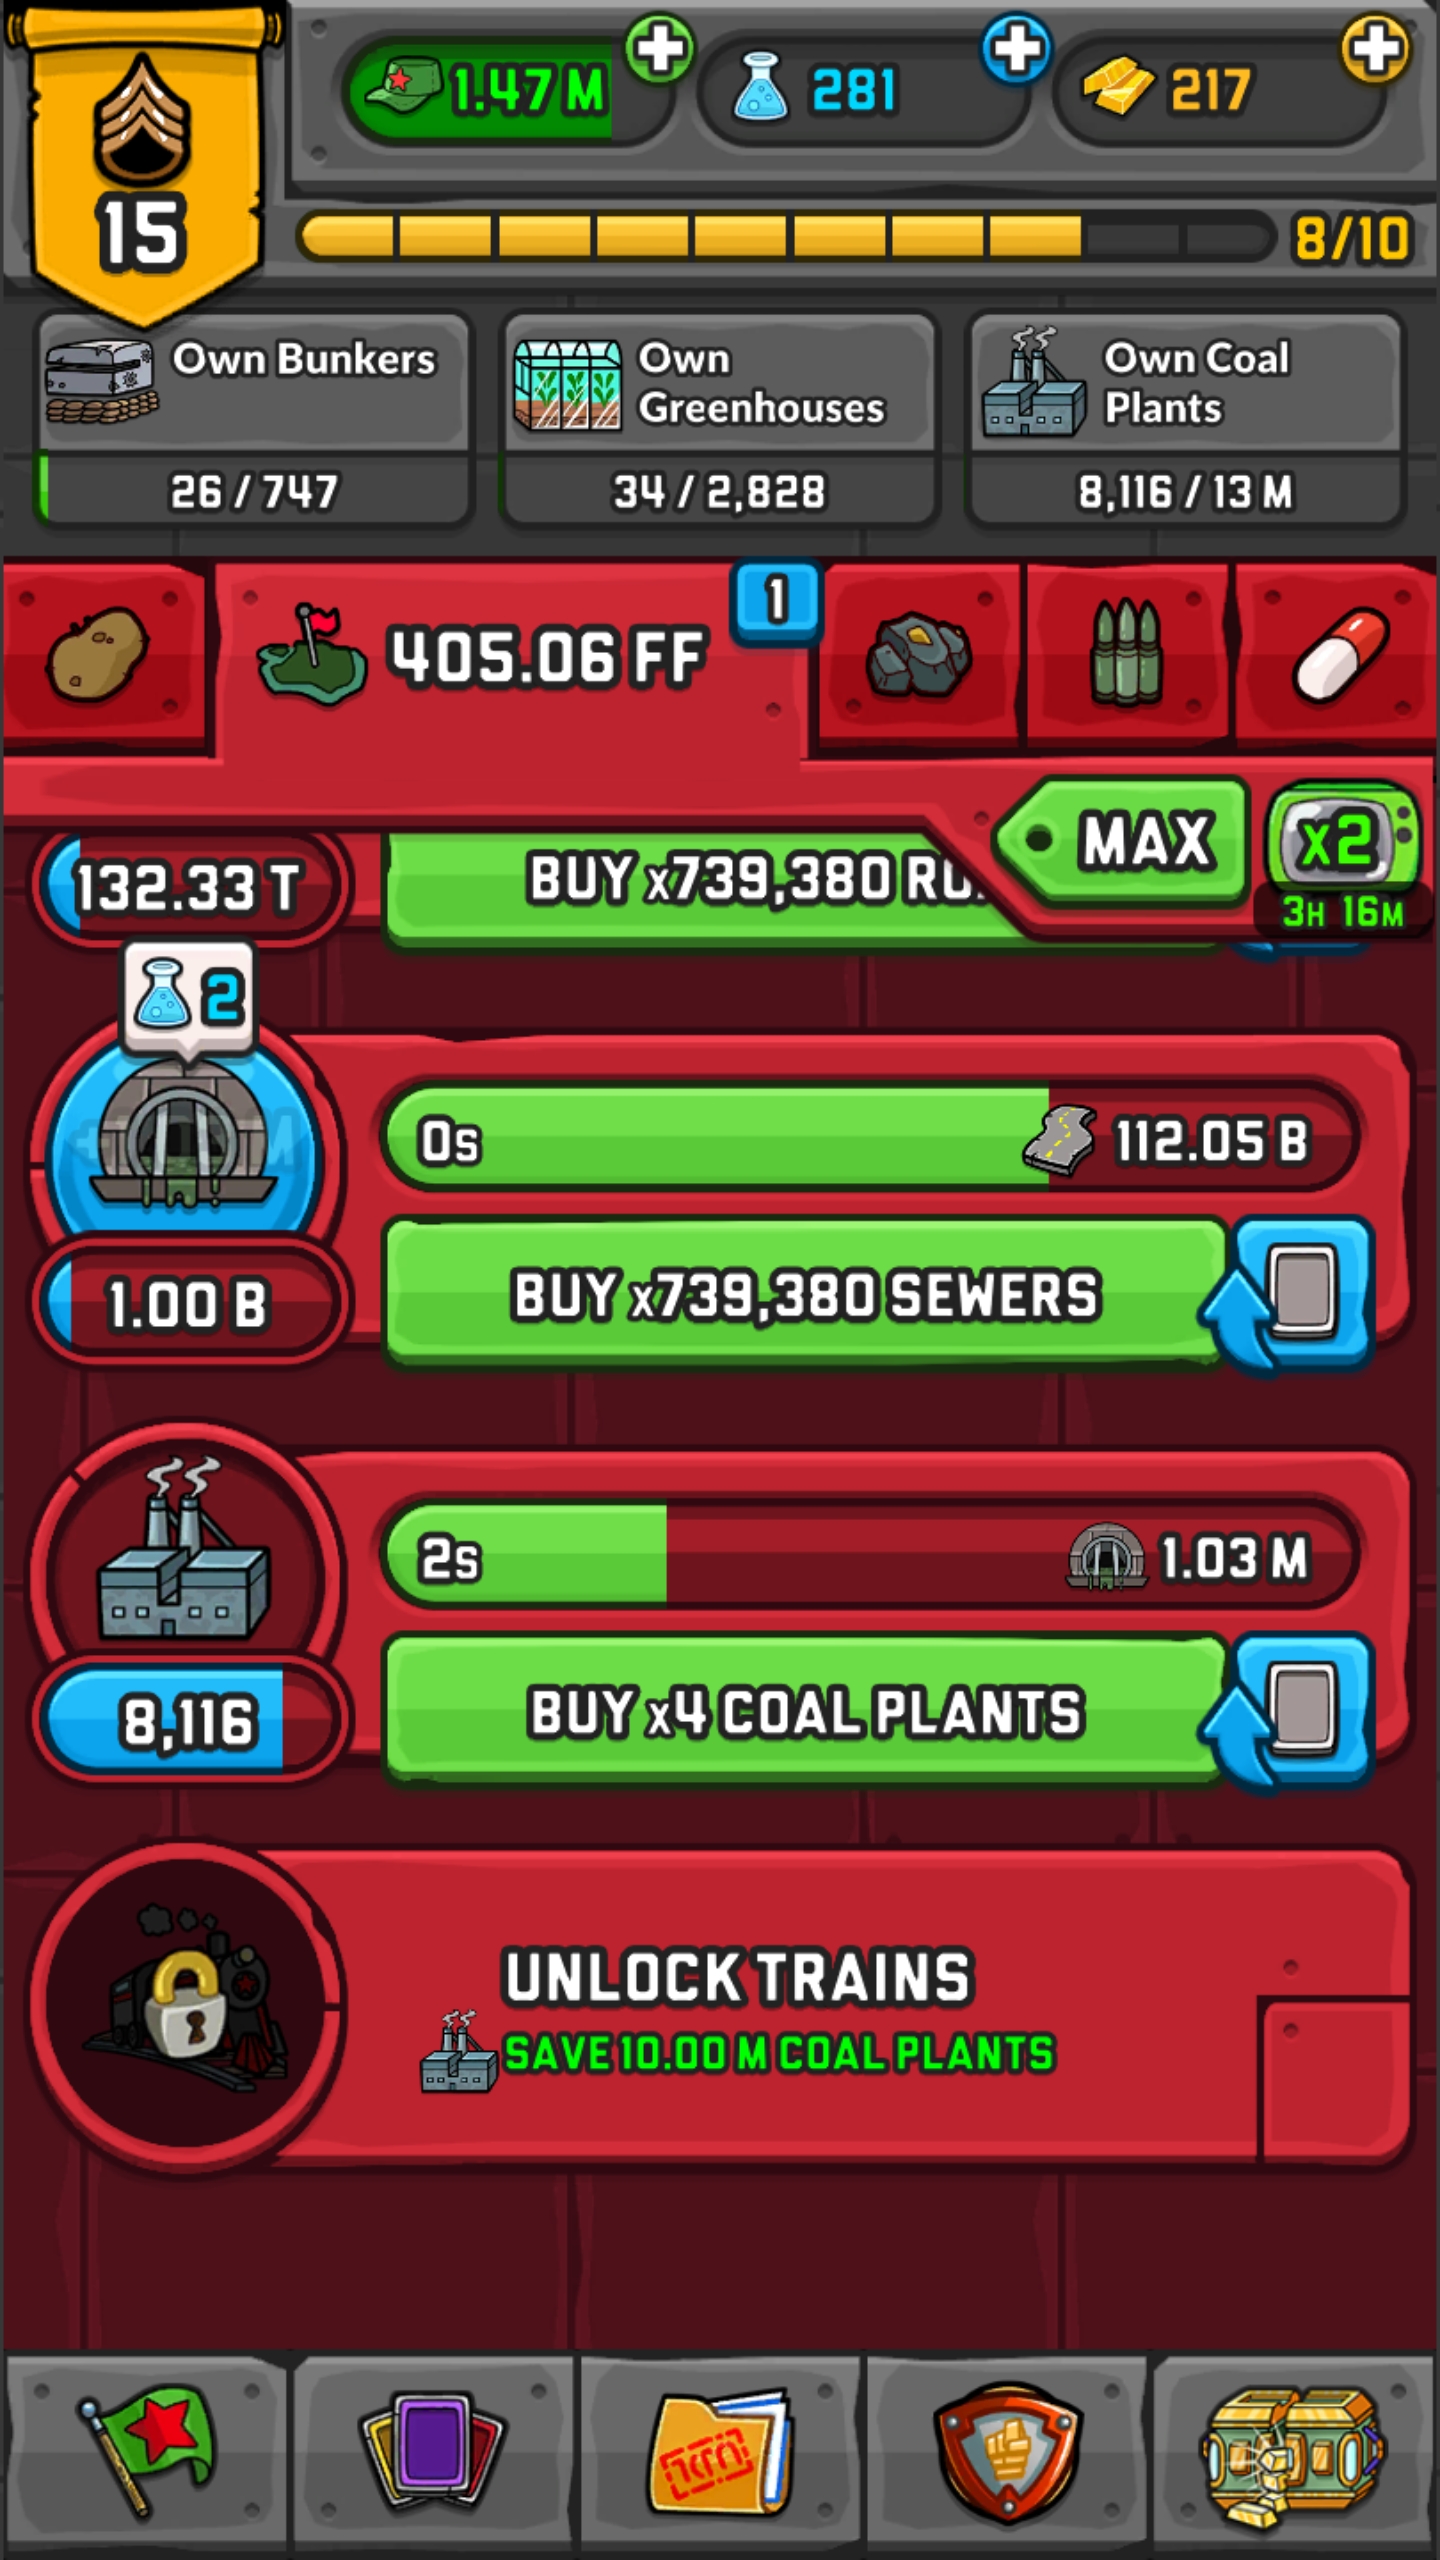 1.47 M
281
217
15
8/10
Own Bunkers
26 / 747
Own
Greenhouses
34 / 2,828
Own Coal
Plants
8,116 / 13 M
405.06 FF
1
MAX
x2
3H 16M
132.33 T
BUY x739,380
2
0s
112.05 B
1.00 B
BUY x739,380 SEWERS
2s
1.03 M
8,116
BUY x4 COAL PLANTS
UNLOCK TRAINS
SAVE 10.00 M COAL PLANTS